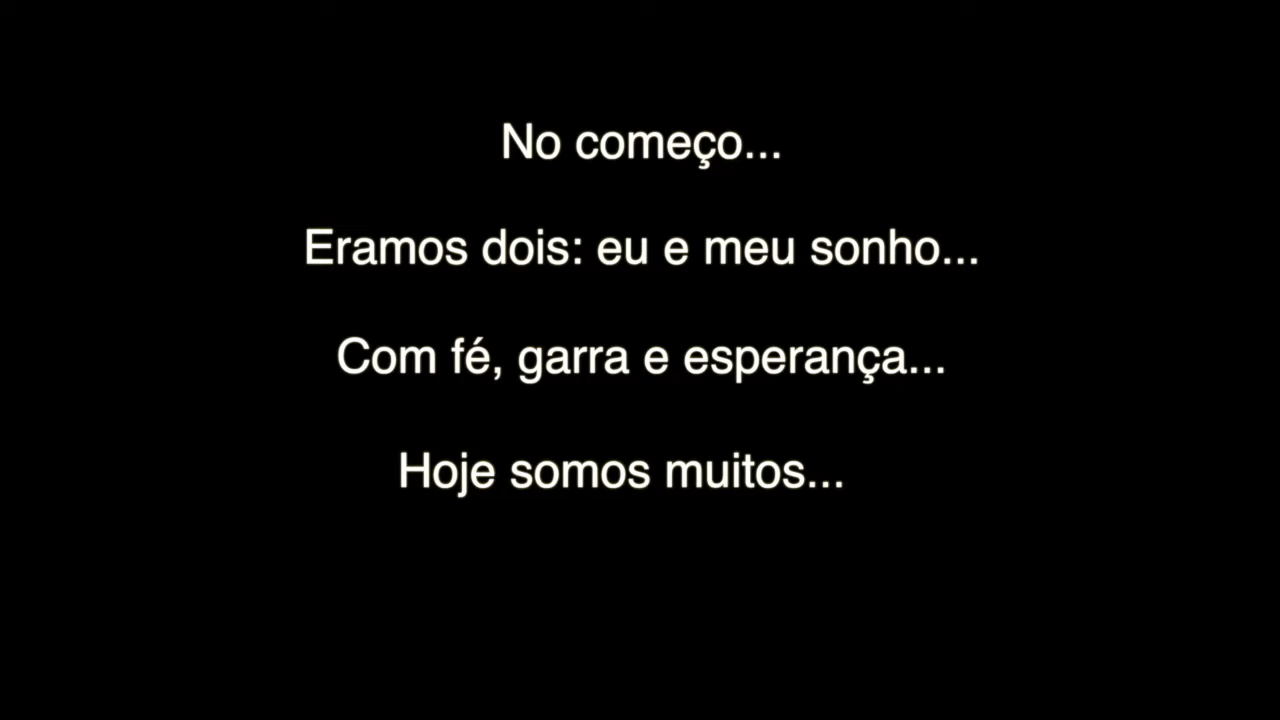 No começo...
Eramos dois: eu e meu sonho...
Com fé, garra e esperança...
Hoje somos muitos...